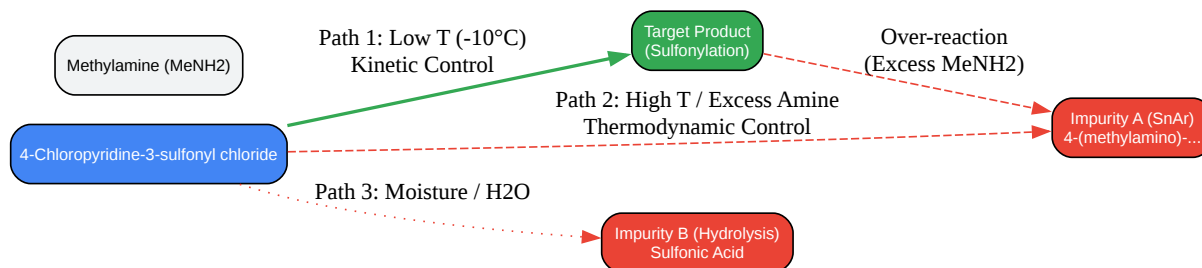 Methylamine (MeNH2)
4-Chloropyridine-3-sulfonyl chloride
Path 1: Low T (-10°C)
Kinetic Control
Target Product
(Sulfonylation)
Over-reaction
(Excess MeNH2)
Path 2: High T / Excess Amine
Thermodynamic Control
Impurity A (SnAr)
4-(methylamino)-...
Path 3: Moisture / H2O
Impurity B (Hydrolysis)
Sulfonic Acid